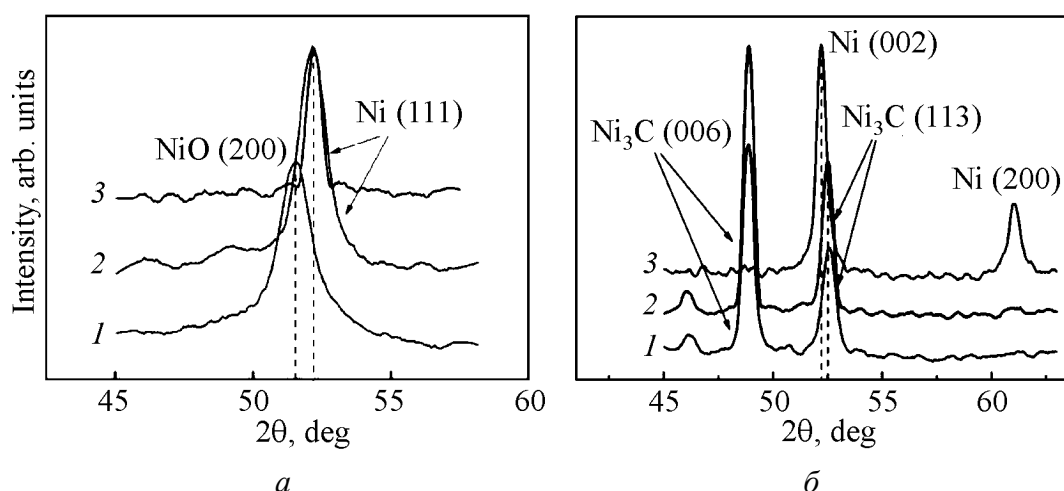 Intensity, arb. units
NiO (200)
Ni (111)
3
2
1
45
50
55
60
2θ, deg
а
Ni (002)
Ni₃C (006)
Ni₃C (113)
Ni (200)
3
2
1
45
50
55
60
2θ, deg
б